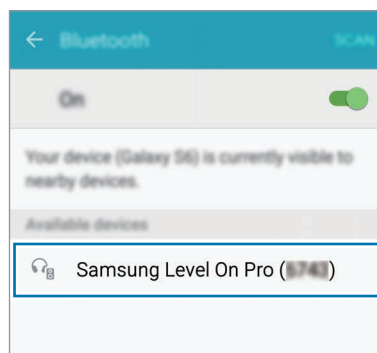 Bluetooth SCAN
On
Your device (Galaxy S6) is currently visible to
nearby devices.
Available devices
Samsung Level On Pro ( )